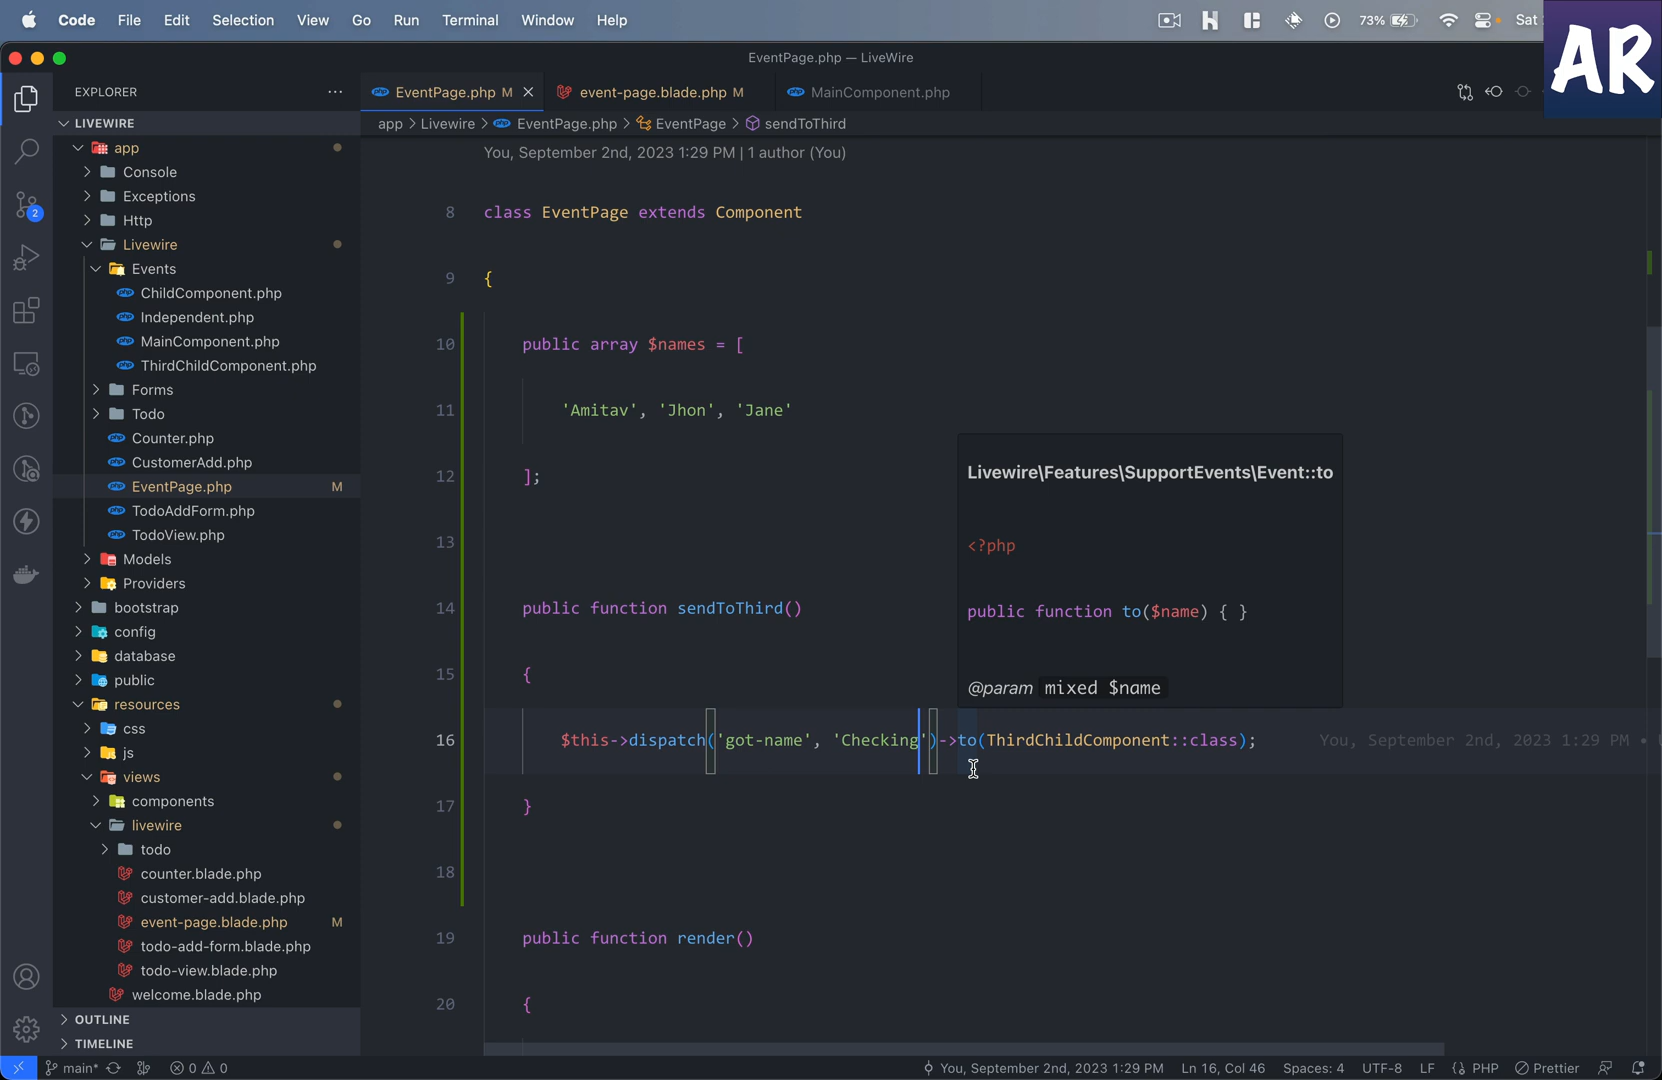 Code File Edit Selection View Go Run Terminal Window Help 73% Sat
AR
EventPage.php — LiveWire
EXPLORER ···
EventPage.php M
event-page.blade.php M
MainComponent.php
LIVEWIRE
app > Livewire > EventPage.php > EventPage > sendToThird
app
Console
Exceptions
Http
Livewire
Events
ChildComponent.php
Independent.php
MainComponent.php
ThirdChildComponent.php
Forms
Todo
Counter.php
CustomerAdd.php
EventPage.php M
TodoAddForm.php
TodoView.php
Models
Providers
bootstrap
config
database
public
resources
css
js
views
components
livewire
todo
counter.blade.php
customer-add.blade.php
event-page.blade.php M
todo-add-form.blade.php
todo-view.blade.php
welcome.blade.php
OUTLINE
TIMELINE
You, September 2nd, 2023 1:29 PM | 1 author (You)
8 class EventPage extends Component
9 {
10 public array $names = [
11 'Amitav', 'Jhon', 'Jane'
12 ];
13
14 public function sendToThird()
15 {
16 $this->dispatch('got-name', 'Checking')->to(ThirdChildComponent::class); You, September 2nd, 2023 1:29 PM •
17 }
18
19 public function render()
20 {
Livewire\Features\SupportEvents\Event::to
<?php
public function to($name) { }
@param mixed $name
2
main* 0 0 You, September 2nd, 2023 1:29 PM Ln 16, Col 46 Spaces: 4 UTF-8 LF {} PHP Prettier